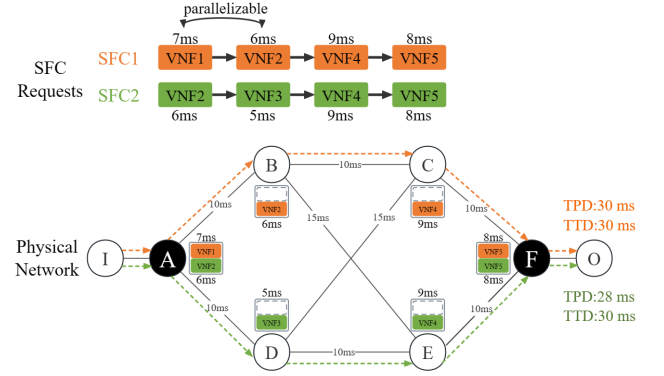 parallelizable
7ms 6ms 9ms 8ms
SFC1 VNF1 VNF2 VNF4 VNF5
SFC
Requests
SFC2 VNF2 VNF3 VNF4 VNF5
6ms 5ms 9ms 8ms
B 10ms C
10ms 10ms
VNF2 VNF4
6ms 15ms 15ms 9ms
TPD:30 ms
TTD:30 ms
Physical
Network
I A F O
7ms 8ms
VNF1 VNF5
VNF2 VNF5
6ms 8ms
5ms 9ms
TPD:28 ms
TTD:30 ms
10ms 10ms
VNF3 VNF4
D 10ms E